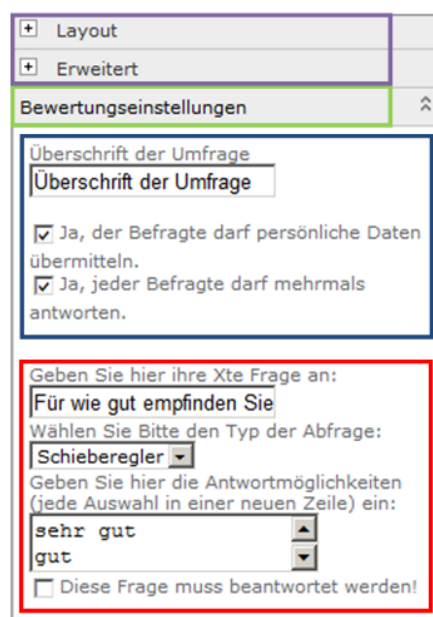 Layout
Erweitert
Bewertungseinstellungen
Überschrift der Umfrage
Überschrift der Umfrage
Ja, der Befragte darf persönliche Daten
übermitteln.
Ja, jeder Befragte darf mehrmals
antworten.
Geben Sie hier ihre Xte Frage an:
Für wie gut empfinden Sie
Wählen Sie Bitte den Typ der Abfrage:
Schieberegler
Geben Sie hier die Antwortmöglichkeiten
(jede Auswahl in einer neuen Zeile) ein:
sehr gut
gut
Diese Frage muss beantwortet werden!